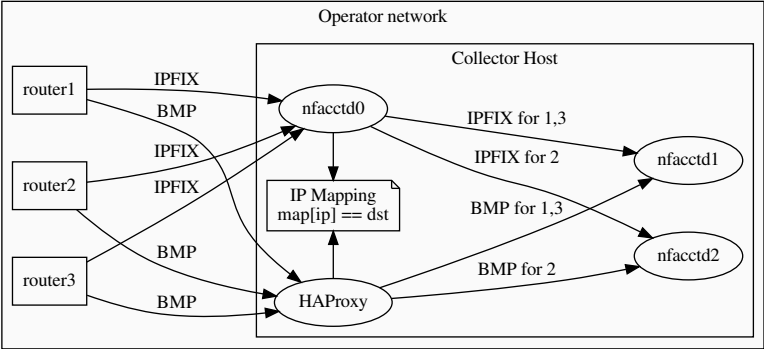 Operator network
Collector Host
router1
IPFIX
BMP
nfacctd0
IPFIX for 1,3
router2
IPFIX
IPFIX for 2
nfacctd1
IPFIX
IP Mapping
map[ip] == dst
BMP for 1,3
router3
BMP
BMP for 2
nfacctd2
BMP
HAProxy